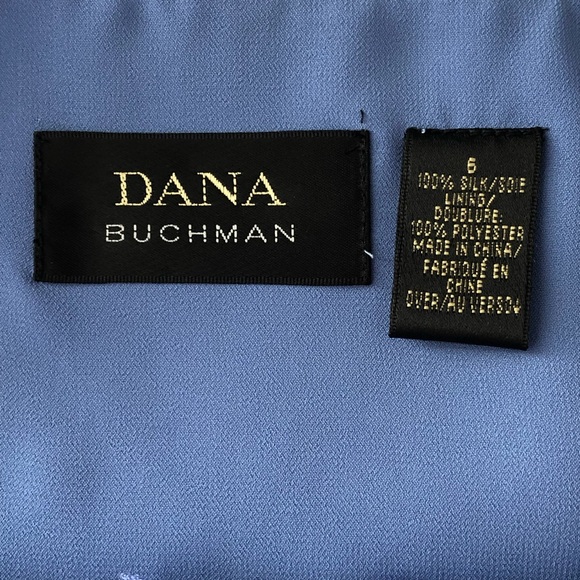 DANA
BUCHMAN
6
100% SILK/SOIE
LINING/
DOUBLURE:
100% POLYESTER
MADE IN CHINA/
FABRIQUÉ EN
CHINE
OVER/AU VERSO